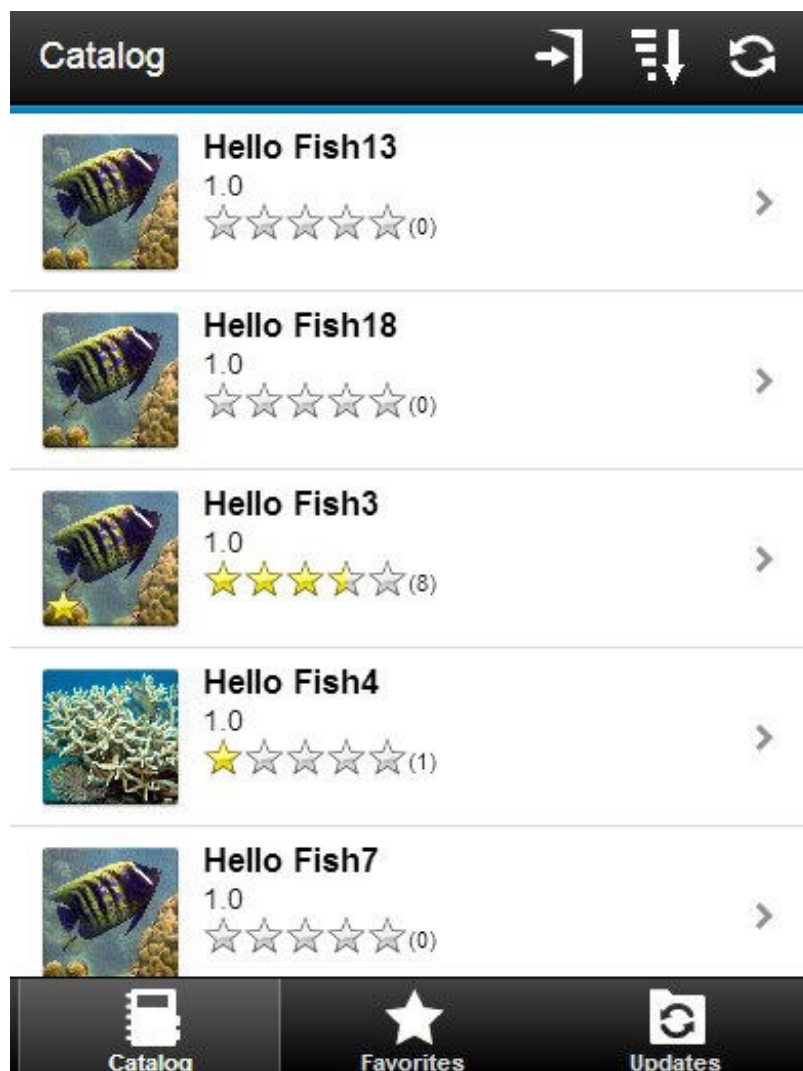 Catalog
Hello Fish13
1.0
(0)
Hello Fish18
1.0
(0)
Hello Fish3
1.0
(8)
Hello Fish4
1.0
(1)
Hello Fish7
1.0
(0)
Catalog Favorites Updates